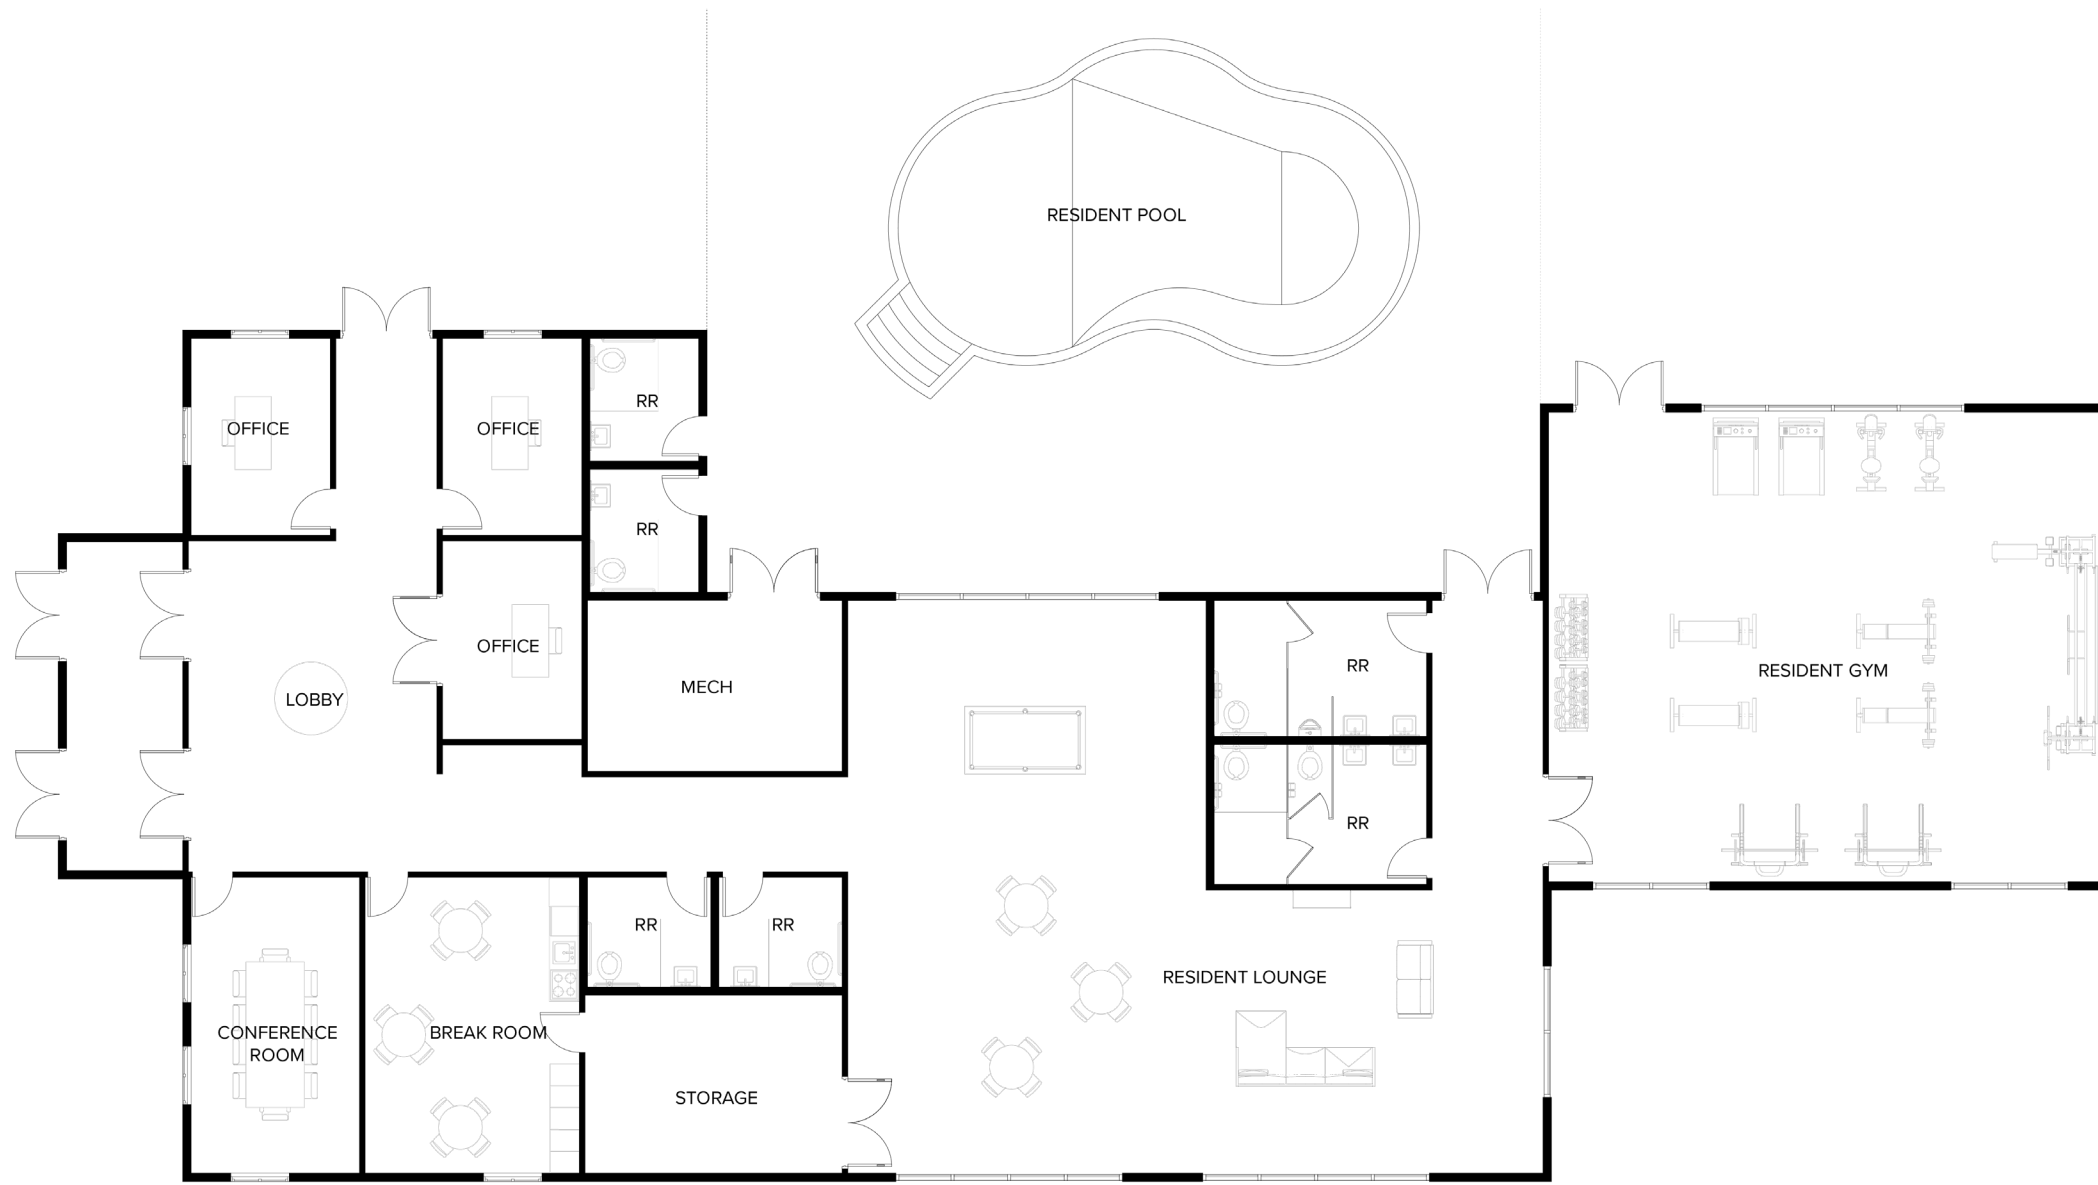 RESIDENT POOL
RR
OFFICE
OFFICE
RR
OFFICE
RR
RESIDENT GYM
MECH
LOBBY
RR
RR
RR
RESIDENT LOUNGE
CONFERENCE
ROOM
BREAK ROOM
STORAGE